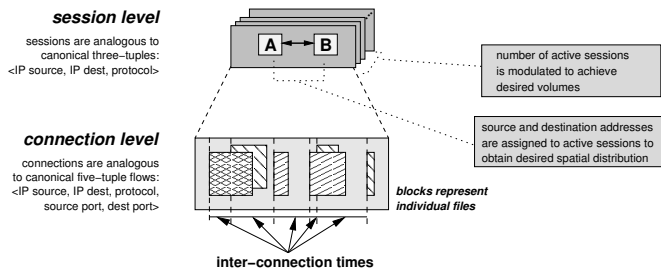 session level
sessions are analogous to
canonical three-tuples:
<IP source, IP dest, protocol>
A
B
number of active sessions
is modulated to achieve
desired volumes
source and destination addresses
are assigned to active sessions to
obtain desired spatial distribution
connection level
connections are analogous
to canonical five-tuple flows:
<IP source, IP dest, protocol,
source port, dest port>
blocks represent
individual files
inter-connection times